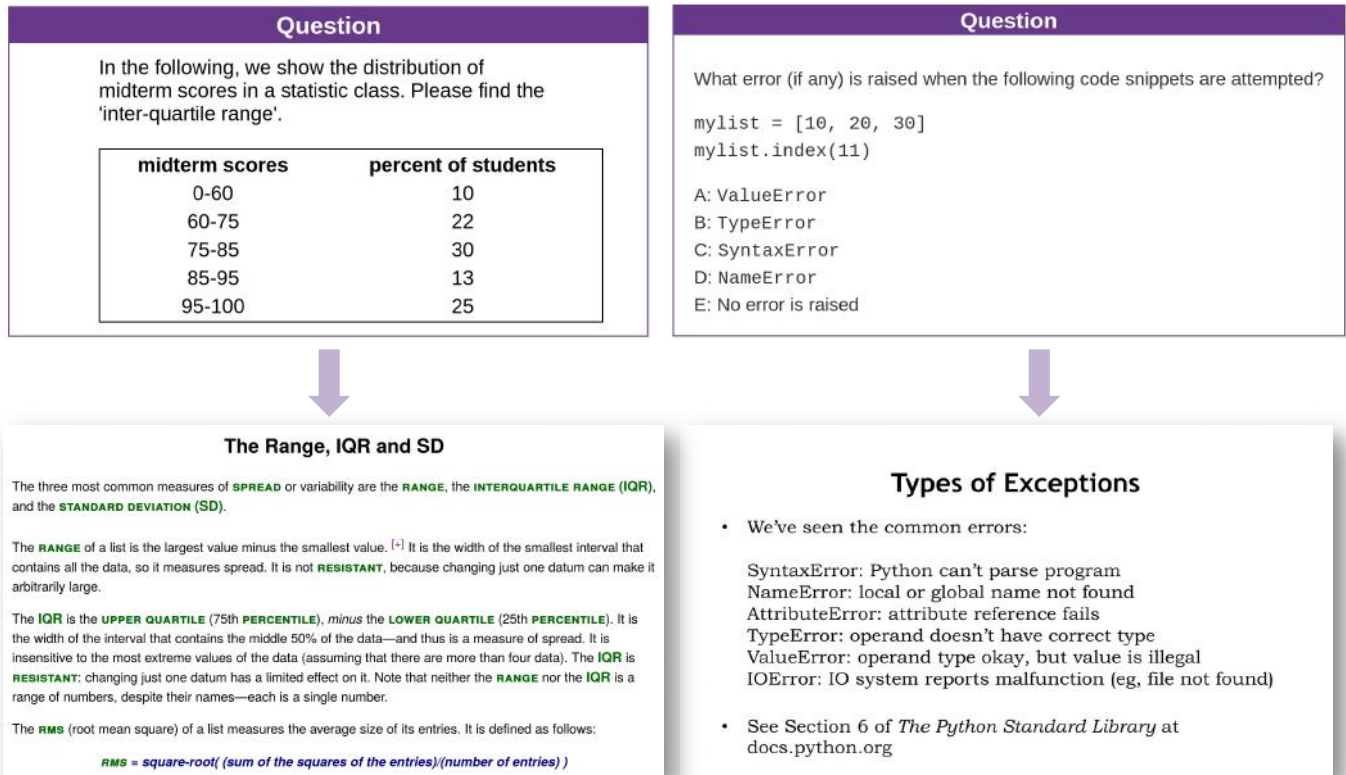 Question
In the following, we show the distribution of
midterm scores in a statistic class. Please find the
'inter-quartile range'.
midterm scores percent of students
0-60 10
60-75 22
75-85 30
85-95 13
95-100 25
Question
What error (if any) is raised when the following code snippets are attempted?
mylist = [10, 20, 30]
mylist.index(11)
A: ValueError
B: TypeError
C: SyntaxError
D: NameError
E: No error is raised
The Range, IQR and SD
The three most common measures of SPREAD or variability are the RANGE, the INTERQUARTILE RANGE (IQR),
and the STANDARD DEVIATION (SD).
The RANGE of a list is the largest value minus the smallest value. [+] It is the width of the smallest interval that
contains all the data, so it measures spread. It is not RESISTANT, because changing just one datum can make it
arbitrarily large.
The IQR is the UPPER QUARTILE (75th PERCENTILE), minus the LOWER QUARTILE (25th PERCENTILE). It is
the width of the interval that contains the middle 50% of the data—and thus is a measure of spread. It is
insensitive to the most extreme values of the data (assuming that there are more than four data). The IQR is
RESISTANT: changing just one datum has a limited effect on it. Note that neither the RANGE nor the IQR is a
range of numbers, despite their names—each is a single number.
The RMS (root mean square) of a list measures the average size of its entries. It is defined as follows:
RMS = square-root( (sum of the squares of the entries)/(number of entries) )
Types of Exceptions
• We've seen the common errors:
SyntaxError: Python can't parse program
NameError: local or global name not found
AttributeError: attribute reference fails
TypeError: operand doesn't have correct type
ValueError: operand type okay, but value is illegal
IOError: IO system reports malfunction (eg, file not found)
• See Section 6 of The Python Standard Library at
docs.python.org